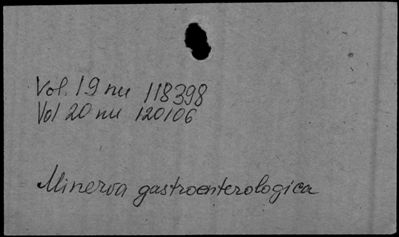 Vol. 19 nu 118398
Vol 20 nu 120106
Minerva gastroenterologica